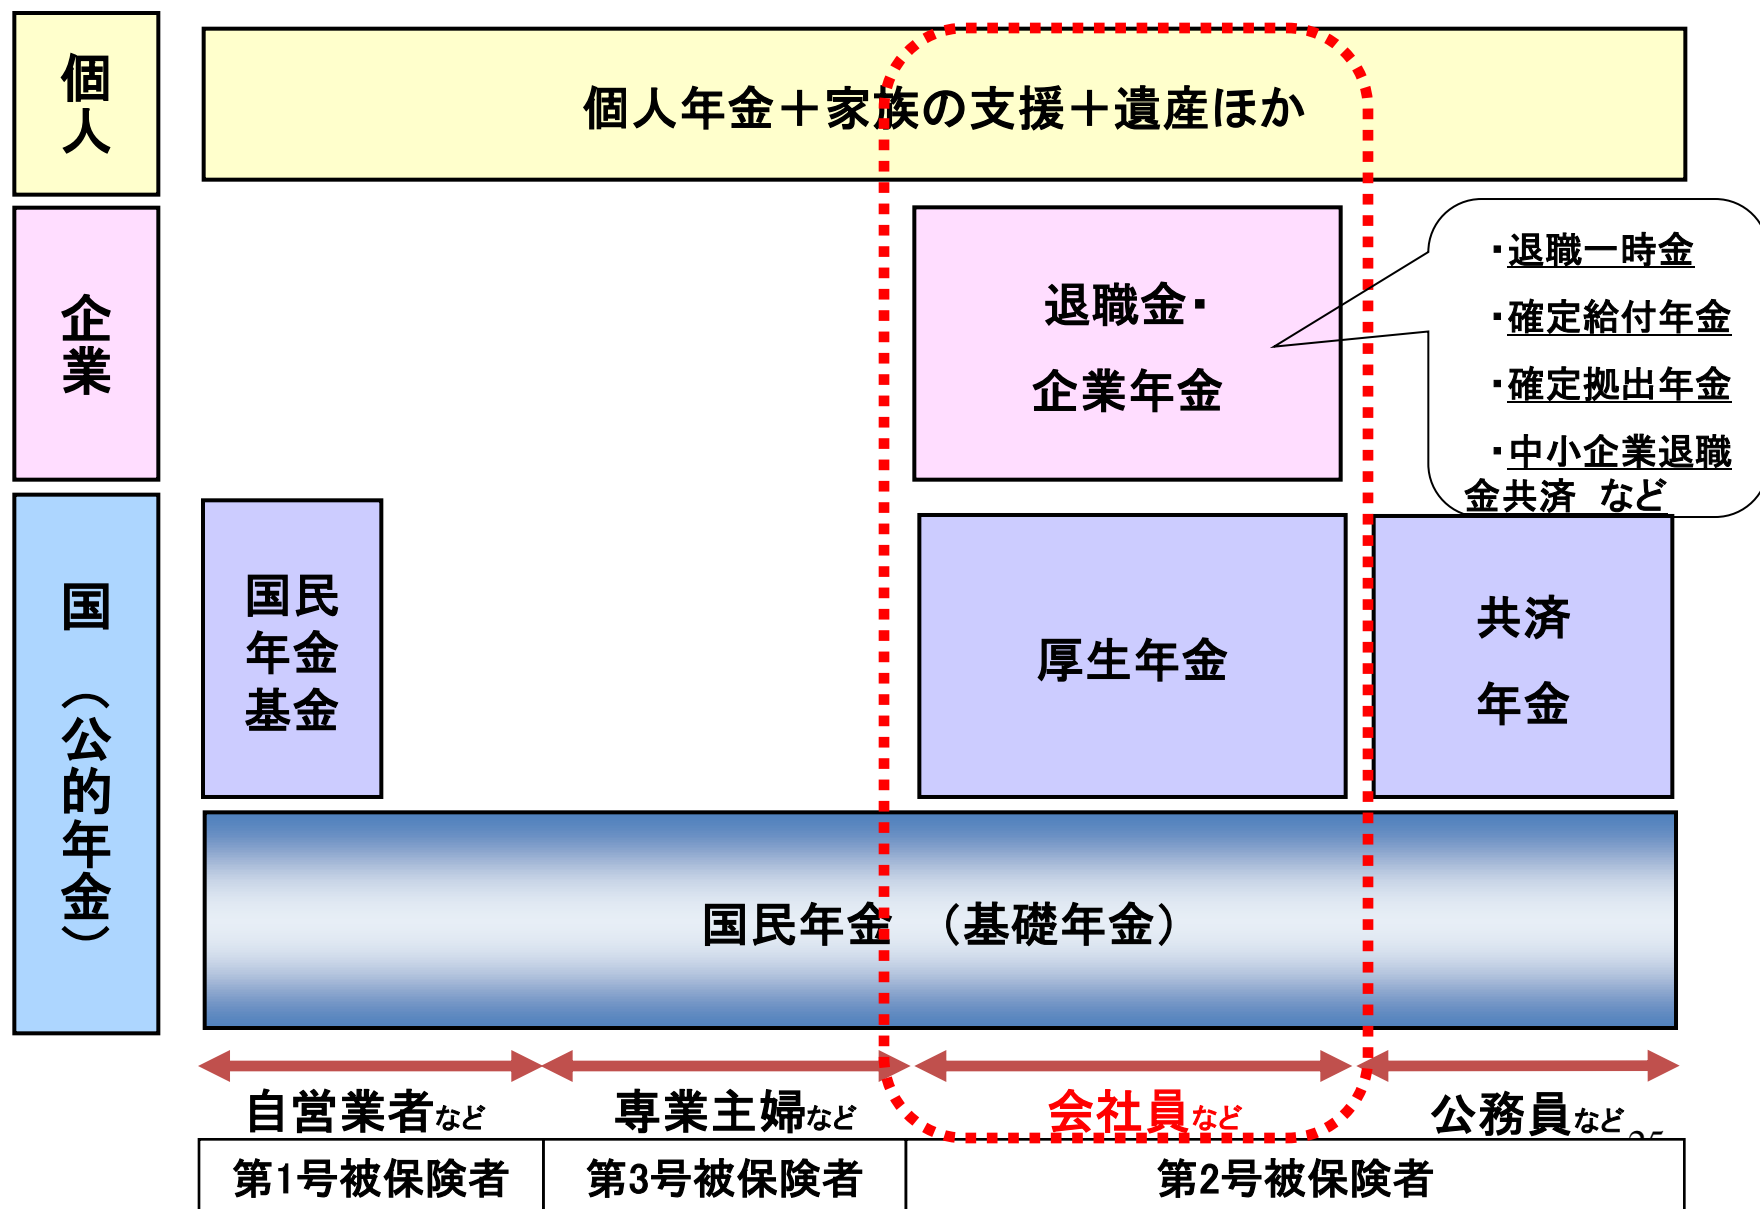 個人
個人年金＋家族の支援＋遺産ほか
企業
退職金・
企業年金
・退職一時金
・確定給付年金
・確定拠出年金
・中小企業退職
金共済　など
国（公的年金）
国民
年金
基金
厚生年金
共済
年金
国民年金　（基礎年金）
自営業者など
専業主婦など
会社員など
公務員など
第1号被保険者
第3号被保険者
第2号被保険者